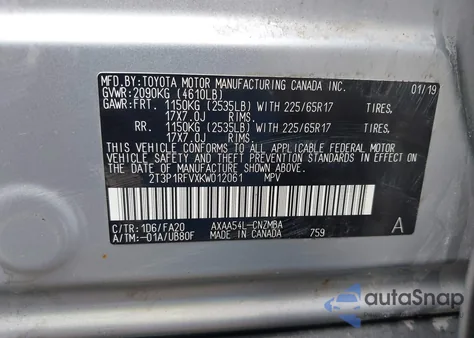 MFD.BY:TOYOTA MOTOR MANUFACTURING CANADA INC.
GVWR:2090KG (4610LB) 01/19
GAWR:FRT. 1150KG (2535LB) WITH 225/65R17 TIRES,
17X7.0J RIMS.
RR. 1150KG (2535LB) WITH 225/65R17 TIRES,
17X7.0J RIMS.
THIS VEHICLE CONFORMS TO ALL APPLICABLE FEDERAL MOTOR
VEHICLE SAFETY, BUMPER, AND THEFT PREVENTION STANDARDS
IN EFFECT ON THE DATE OF MANUFACTURE SHOWN ABOVE.
2T3P1RFVXKW012061 MPV
C/TR:1D6/FA20 AXAA54L-CNZMBA A
A/TM:-01A/UB80F MADE IN CANADA 759
autoSnap